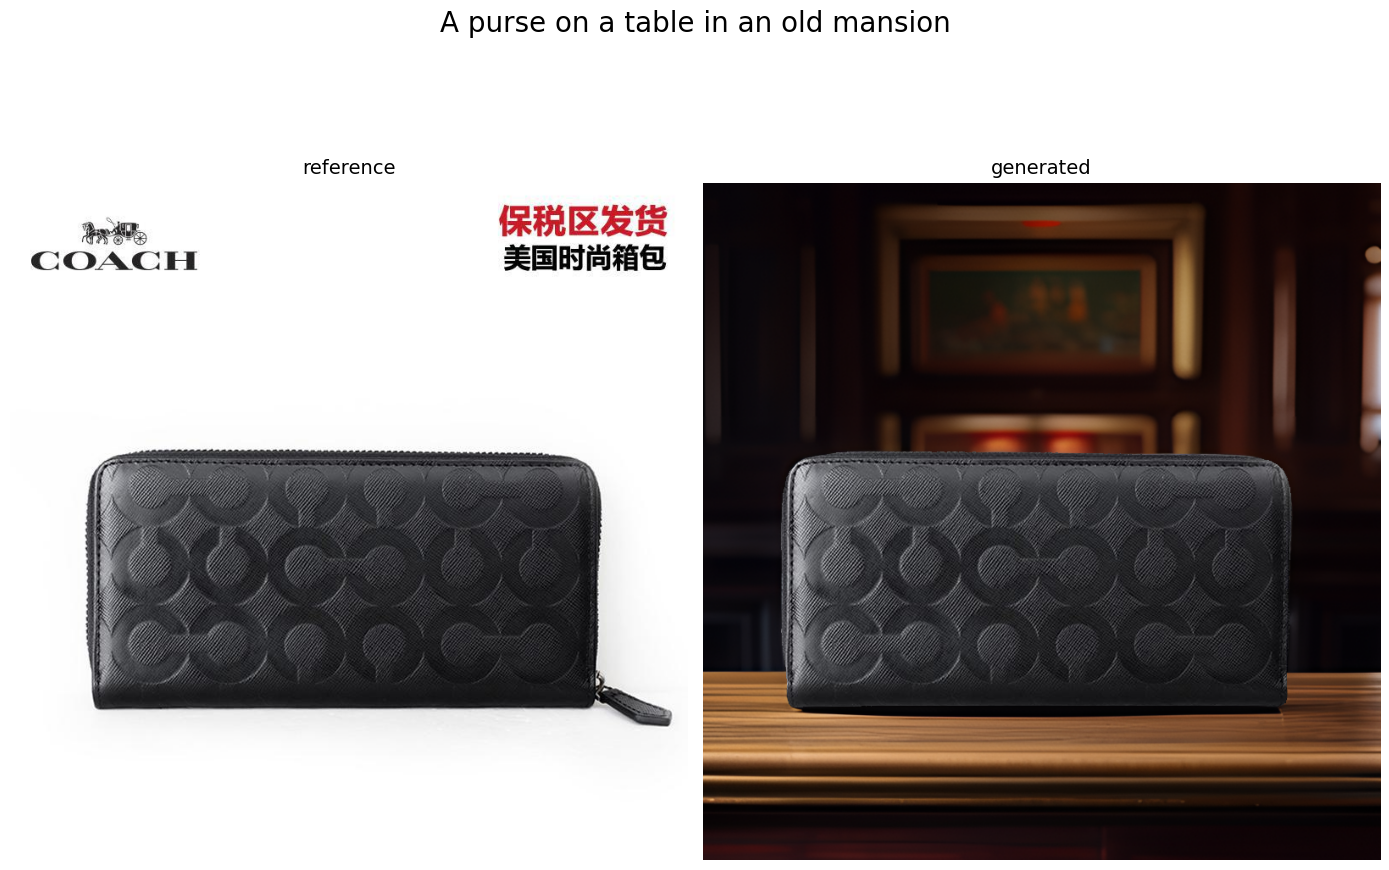 A purse on a table in an old mansion
reference
generated
COACH
保税区发货
美国时尚箱包